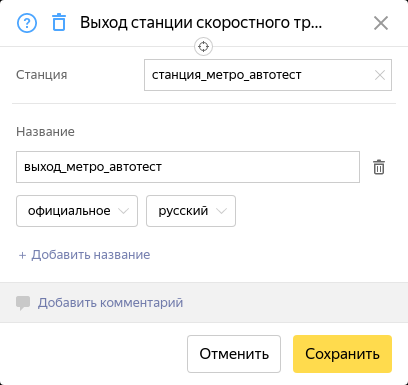 ? Выход станции скоростного тр...
Станция станция_метро_автотест
Название
выход_метро_автотест
официальное русский
+ Добавить название
Добавить комментарий
Отменить Сохранить